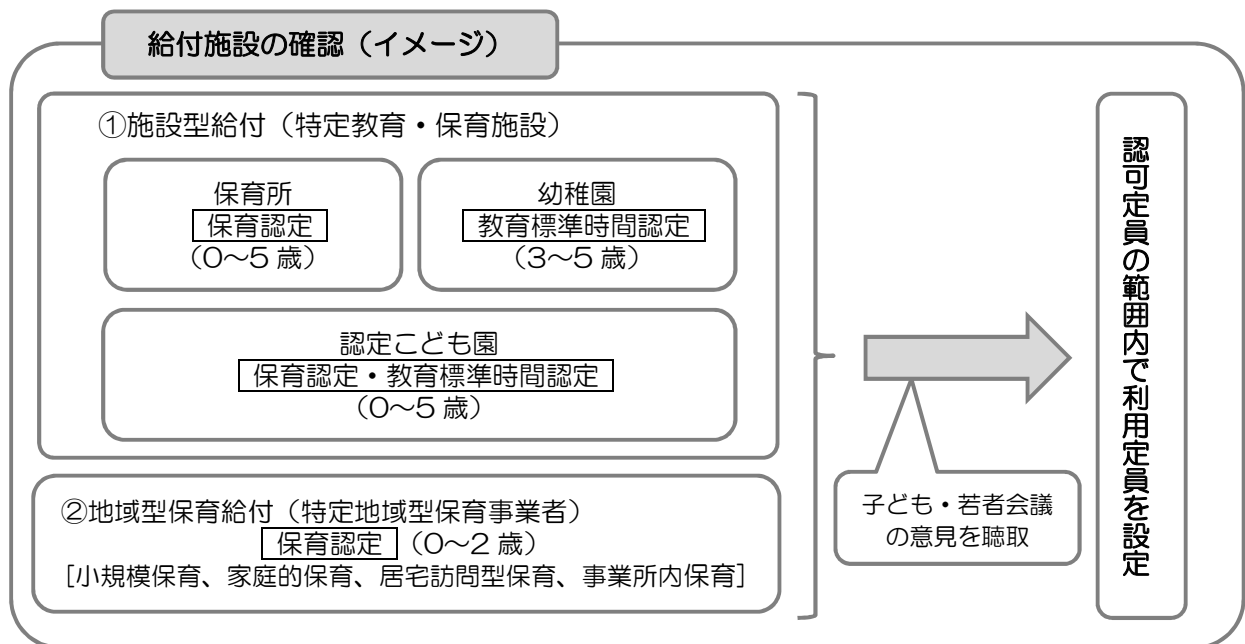 給付施設の確認（イメージ）
①施設型給付（特定教育・保育施設）
保育所
保育認定
（0～5 歳）
幼稚園
教育標準時間認定
（3～5 歳）
認定こども園
保育認定・教育標準時間認定
（0～5 歳）
②地域型保育給付（特定地域型保育事業者）
保育認定 （0～2 歳）
[小規模保育、家庭的保育、居宅訪問型保育、事業所内保育]
子ども・若者会議
の意見を聴取
認可定員の範囲内で利用定員を設定